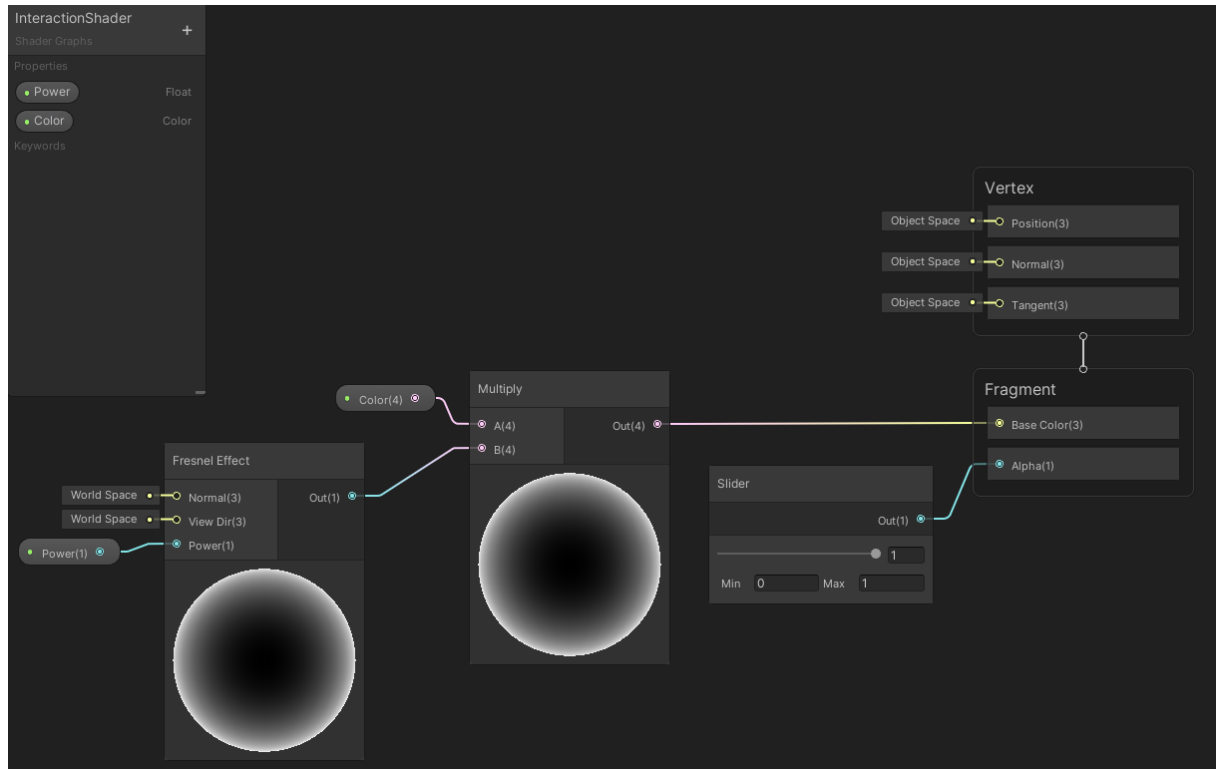 InteractionShader
+
Shader Graphs
Properties
Power Float
Color Color
Keywords
Vertex
Object Space Position(3)
Object Space Normal(3)
Object Space Tangent(3)
Fragment
Base Color(3)
Alpha(1)
Color(4)
Multiply
A(4) Out(4)
B(4)
Fresnel Effect
World Space Normal(3) Out(1)
World Space View Dir(3)
Power(1) Power(1)
Slider
Out(1)
1
Min 0 Max 1